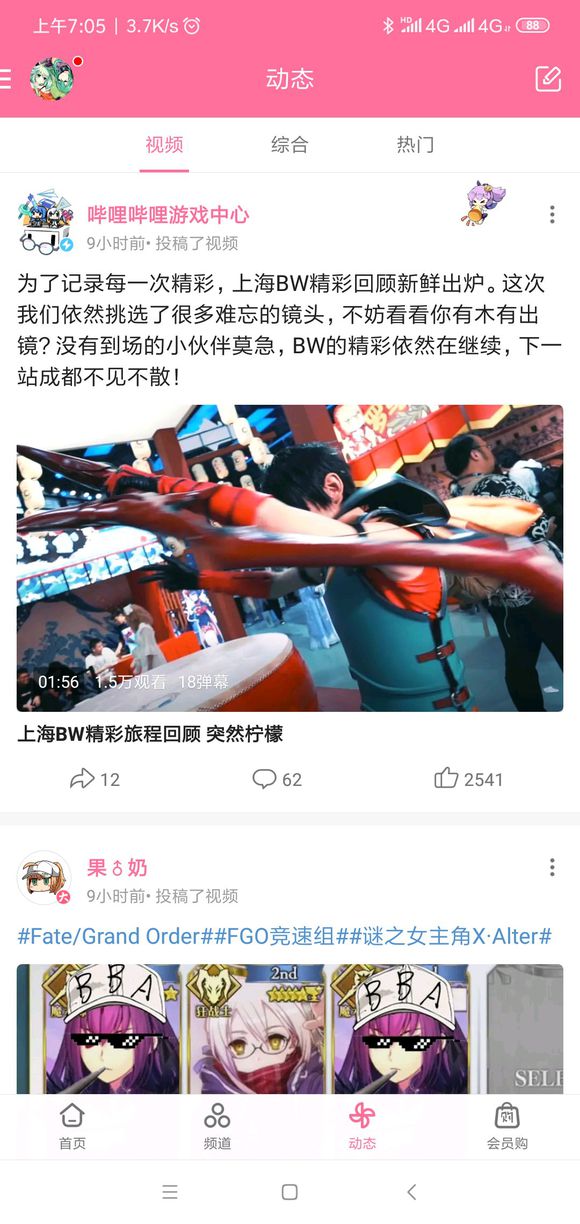 上午7:05 | 3.7K/s
HD 4G 4G 88
动态
视频 综合 热门
哔哩哔哩游戏中心
9小时前• 投稿了视频
为了记录每一次精彩，上海BW精彩回顾新鲜出炉。这次
我们依然挑选了很多难忘的镜头，不妨看看你有木有出
镜？没有到场的小伙伴莫急，BW的精彩依然在继续，下一
站成都不见不散！
01:56 1.5万观看 18弹幕
上海BW精彩旅程回顾 突然柠檬
12 62 2541
果♂奶
大
9小时前• 投稿了视频
#Fate/Grand Order##FGO竞速组##谜之女主角X·Alter#
BBA 2nd BBA
狂战士
SELE
首页 频道 动态 会员购